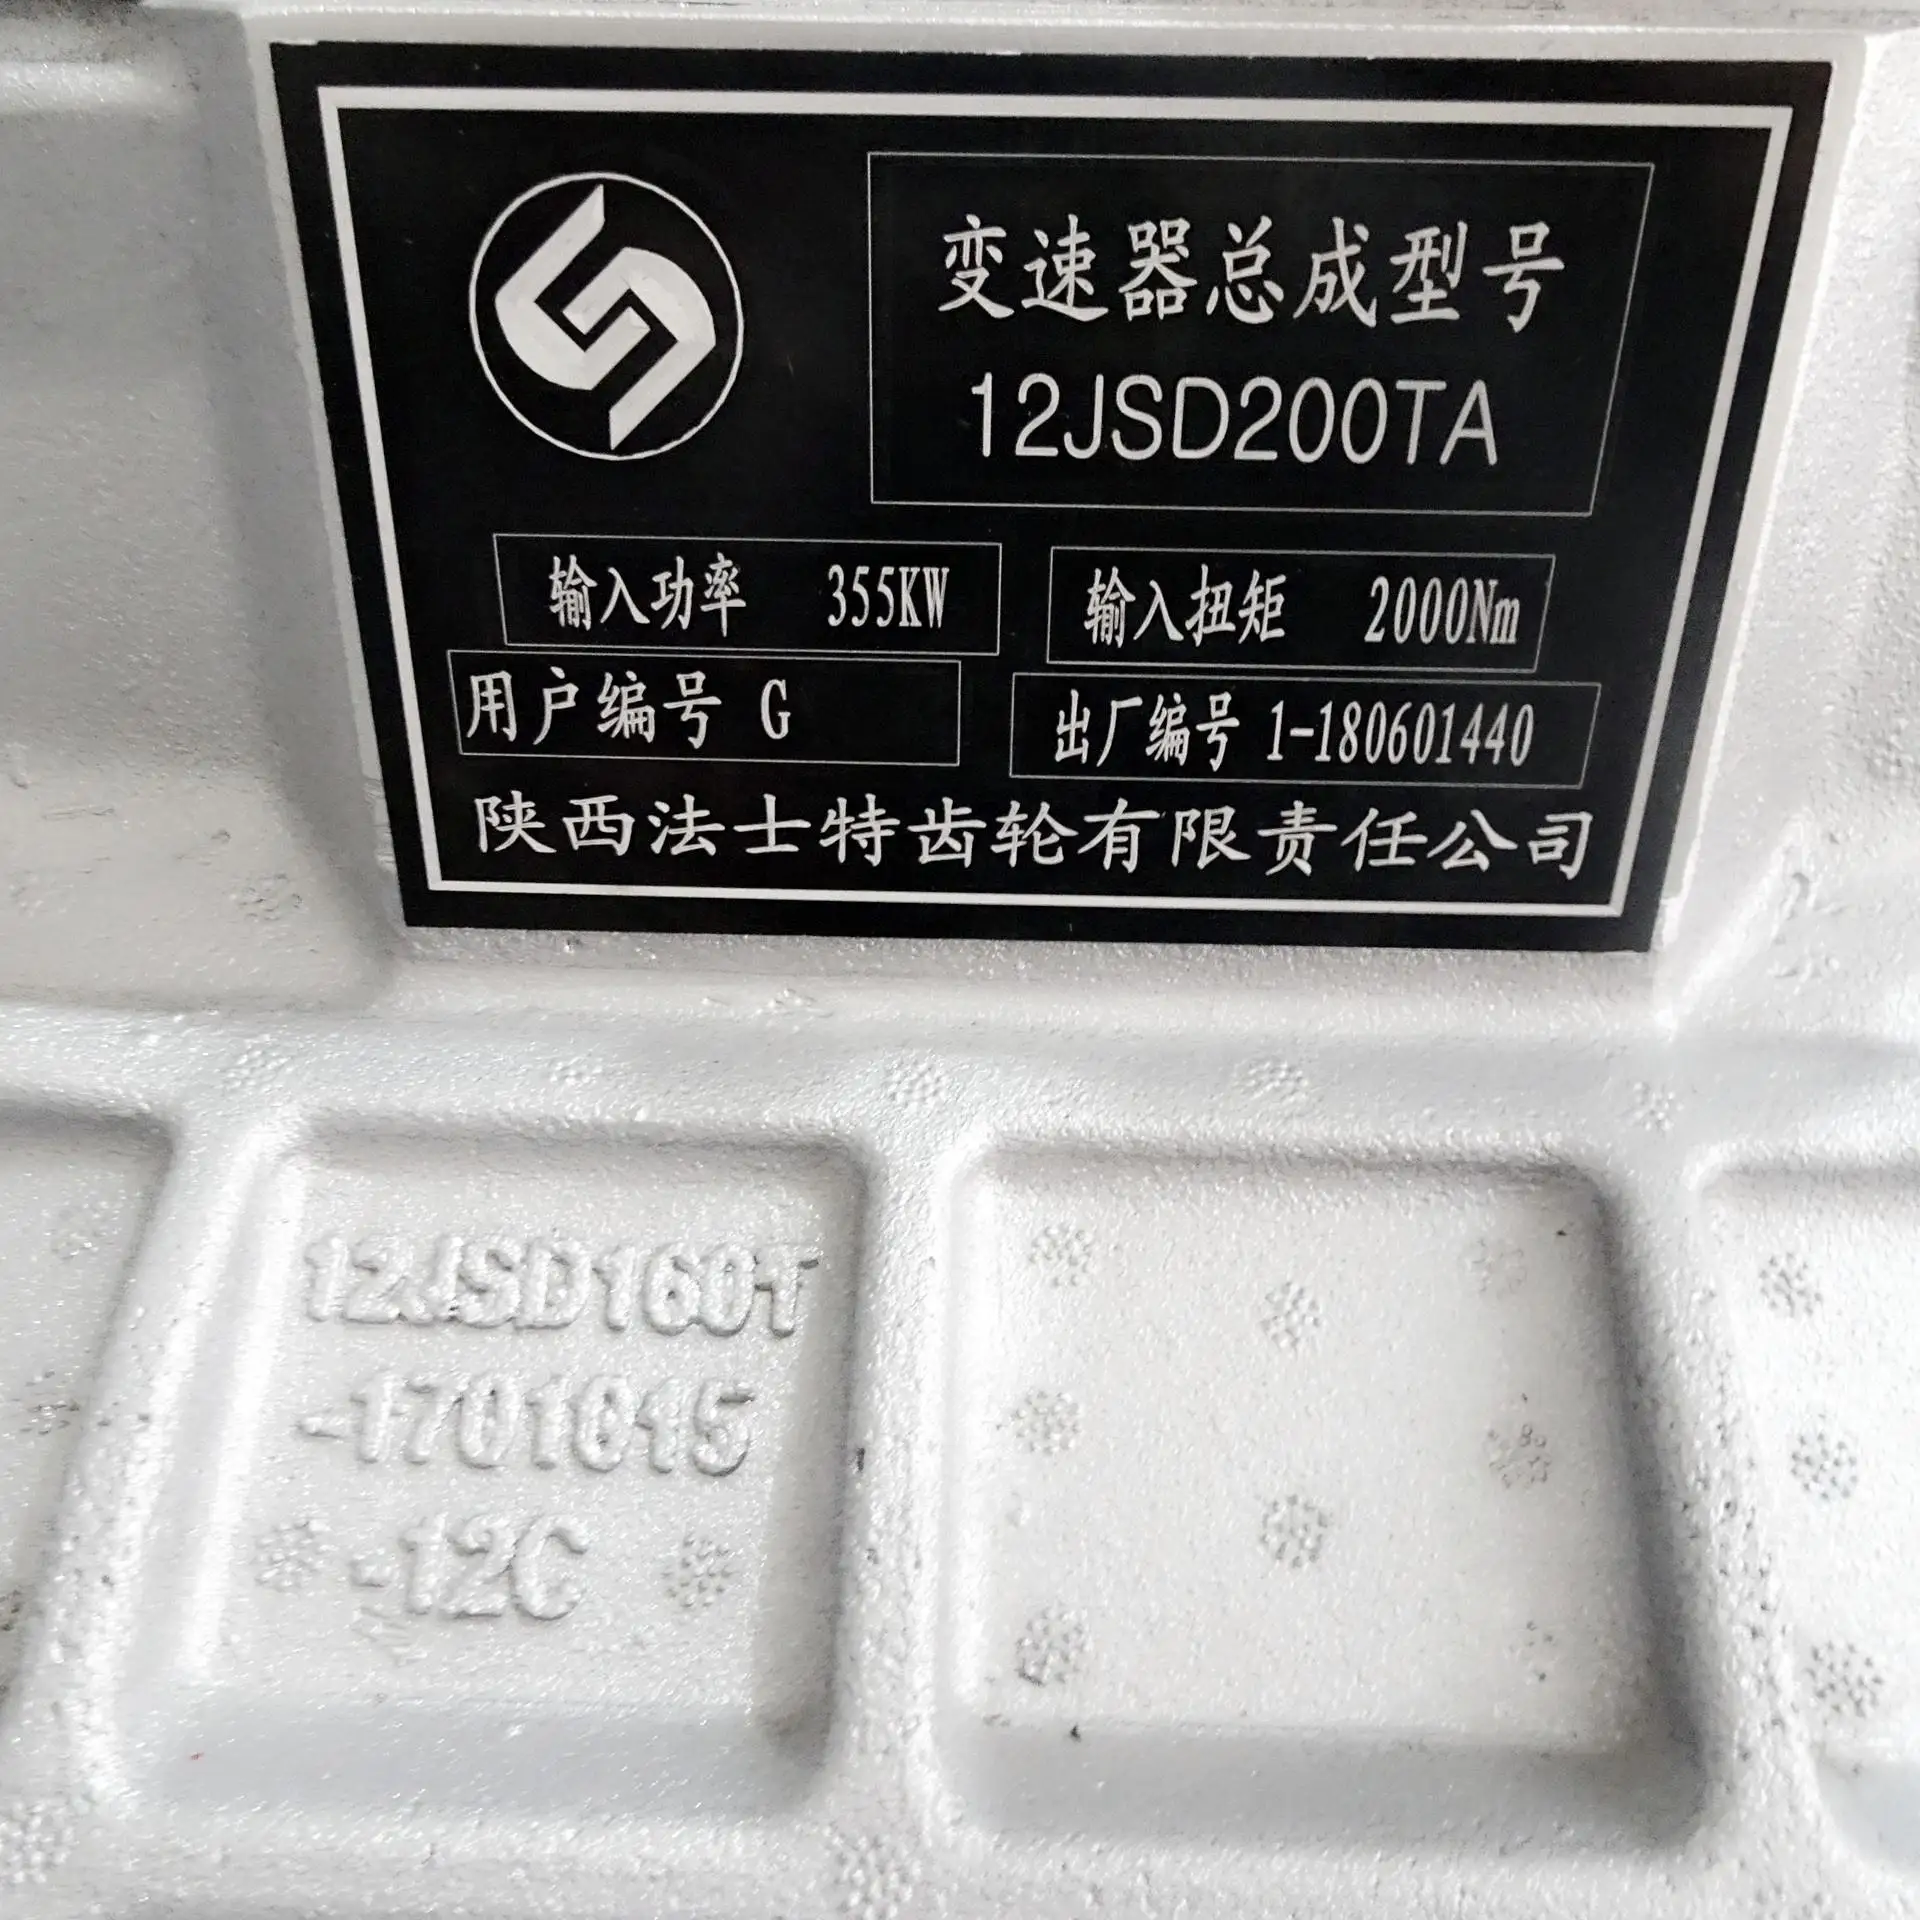 变速器总成型号
12JSD200TA
输入功率 355KW
输入扭矩 2000Nm
用户编号 G
出厂编号 1-180601440
陕西法士特齿轮有限责任公司
12JSD160T
-1701015
-12C